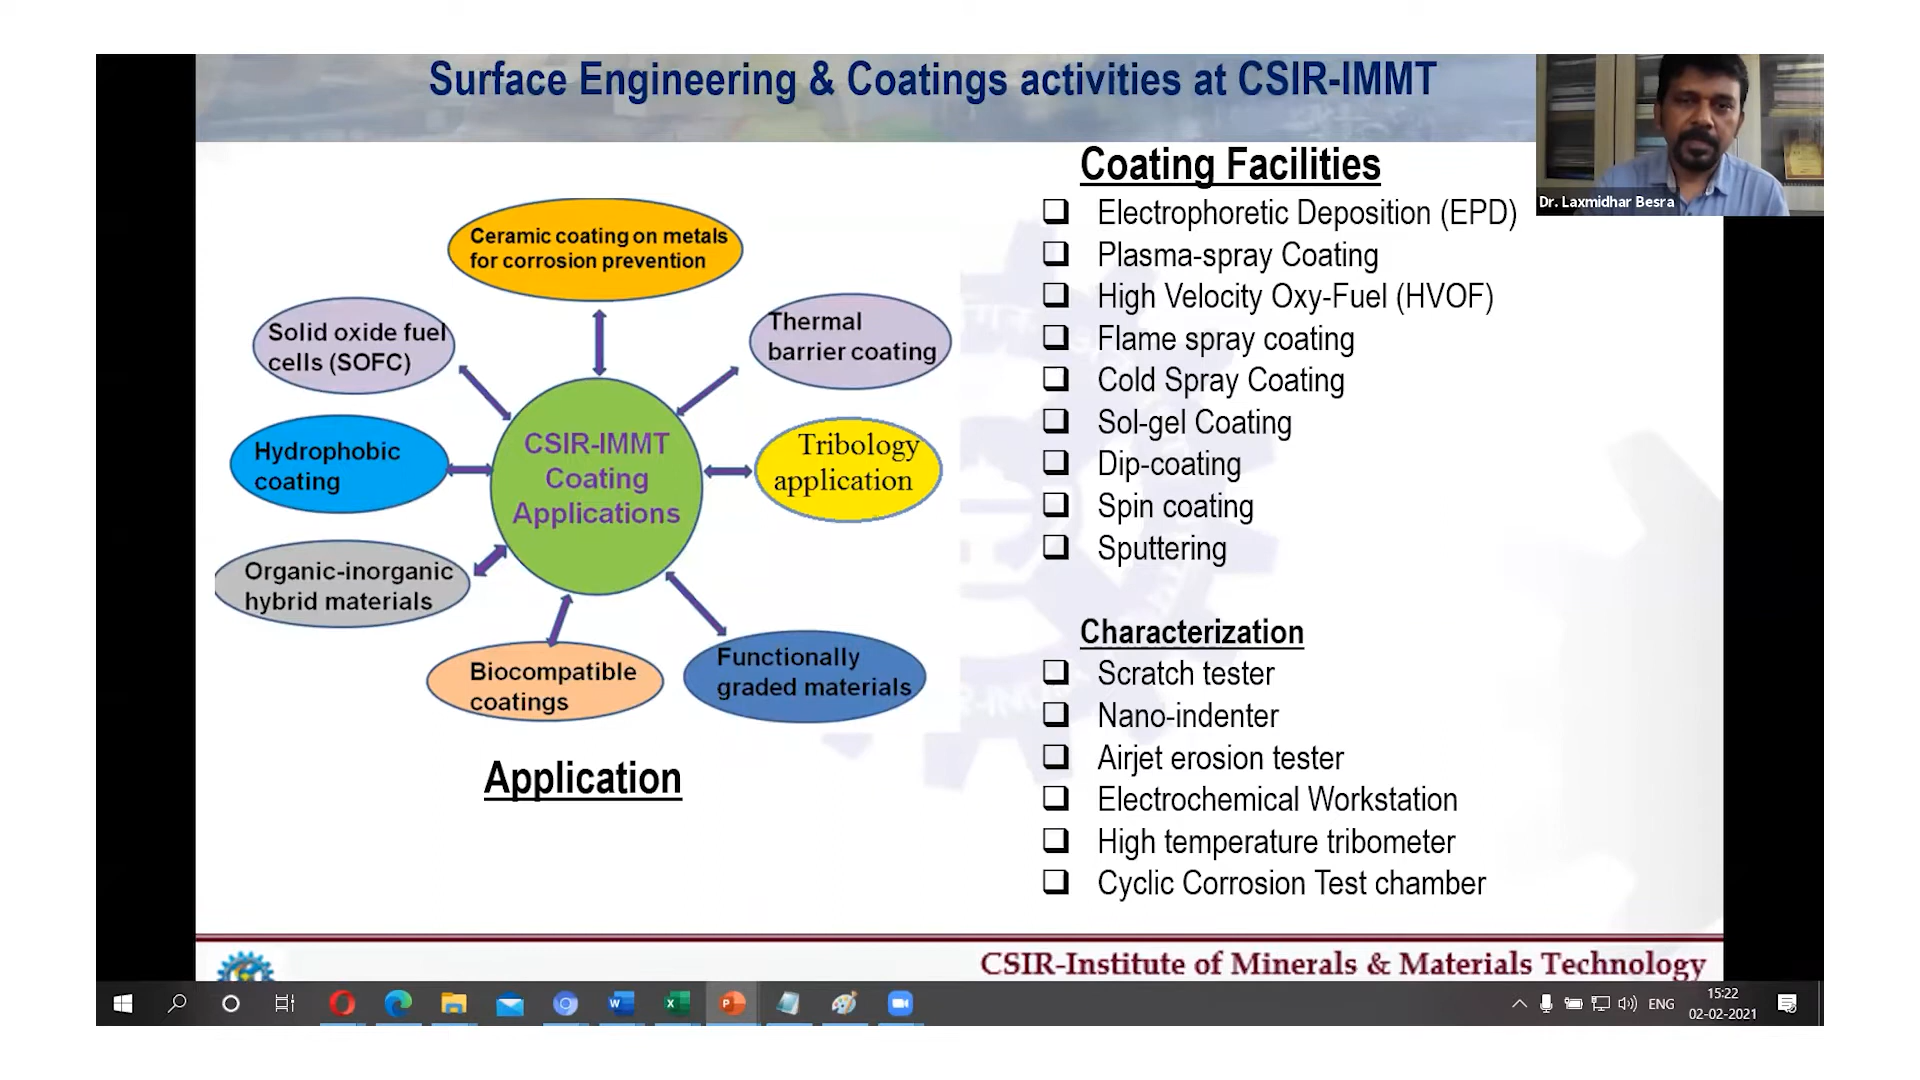 Surface Engineering & Coatings activities at CSIR-IMMT
Dr. Laxmidhar Besra
Ceramic coating on metals
for corrosion prevention
Solid oxide fuel
cells (SOFC)
Thermal
barrier coating
Hydrophobic
coating
CSIR-IMMT
Coating
Applications
Tribology
application
Organic-inorganic
hybrid materials
Biocompatible
coatings
Functionally
graded materials
Application
Coating Facilities
Electrophoretic Deposition (EPD)
Plasma-spray Coating
High Velocity Oxy-Fuel (HVOF)
Flame spray coating
Cold Spray Coating
Sol-gel Coating
Dip-coating
Spin coating
Sputtering
Characterization
Scratch tester
Nano-indenter
Airjet erosion tester
Electrochemical Workstation
High temperature tribometer
Cyclic Corrosion Test chamber
CSIR-Institute of Minerals & Materials Technology
ENG
15:22
02-02-2021